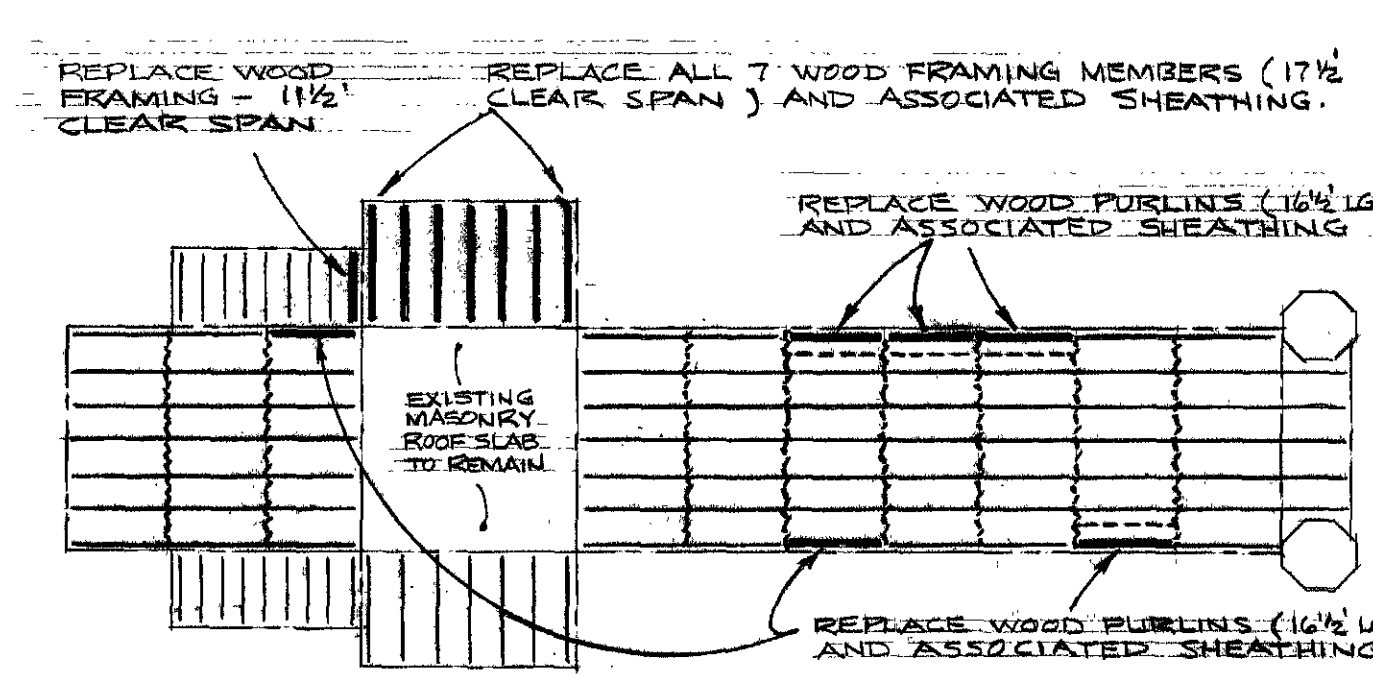 REPLACE WOOD
FRAMING - 11½'
CLEAR SPAN
REPLACE ALL 7 WOOD FRAMING MEMBERS (17½'
CLEAR SPAN) AND ASSOCIATED SHEATHING.
REPLACE WOOD PURLINS (16½' LG
AND ASSOCIATED SHEATHING
EXISTING
MASONRY
ROOF SLAB
TO REMAIN
REPLACE WOOD PURLINS (16½' L
AND ASSOCIATED SHEATHING